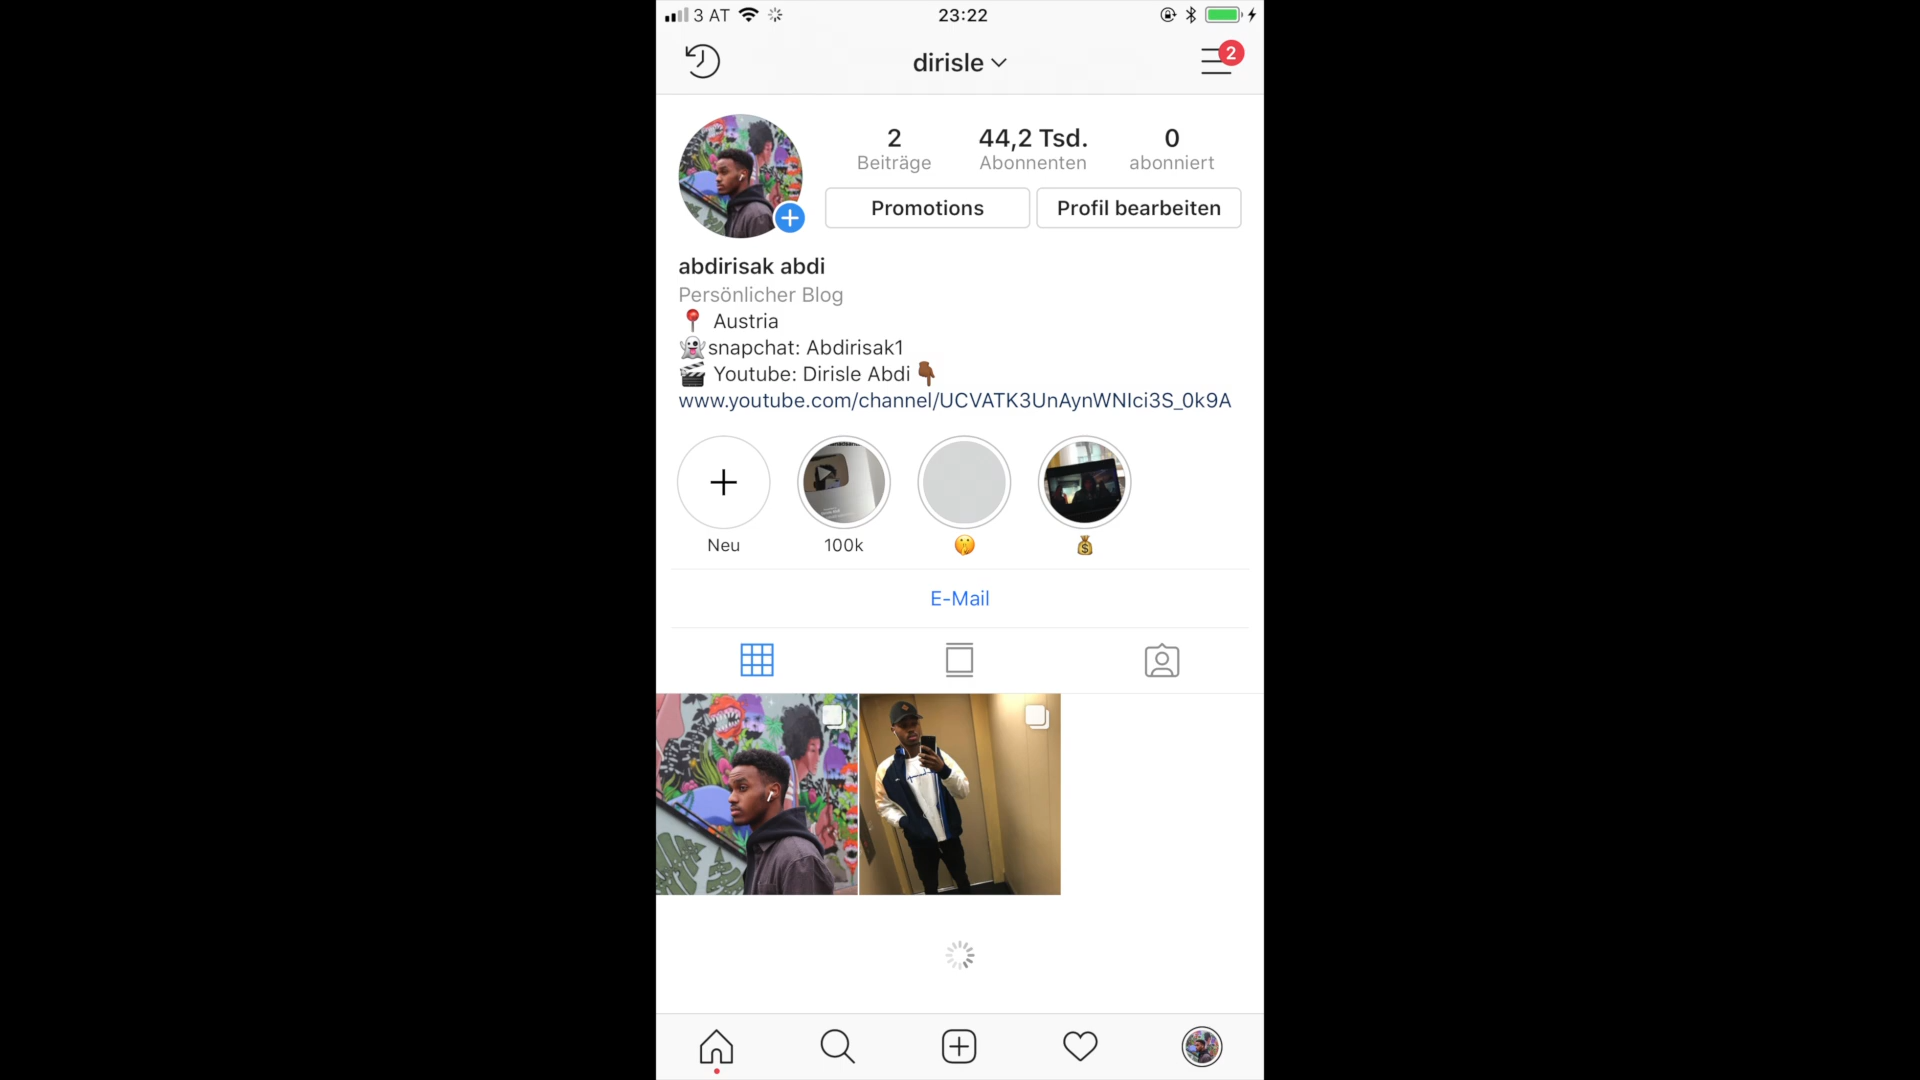 3 AT 23:22
dirisle
2
2 44,2 Tsd. 0
Beiträge Abonnenten abonniert
Promotions Profil bearbeiten
abdirisak abdi
Persönlicher Blog
📍 Austria
👻snapchat: Abdirisak1
🎬 Youtube: Dirisle Abdi 👇🏾
www.youtube.com/channel/UCVATK3UnAynWNIci3S_0k9A
Neu 100k 🤫 💰
E-Mail